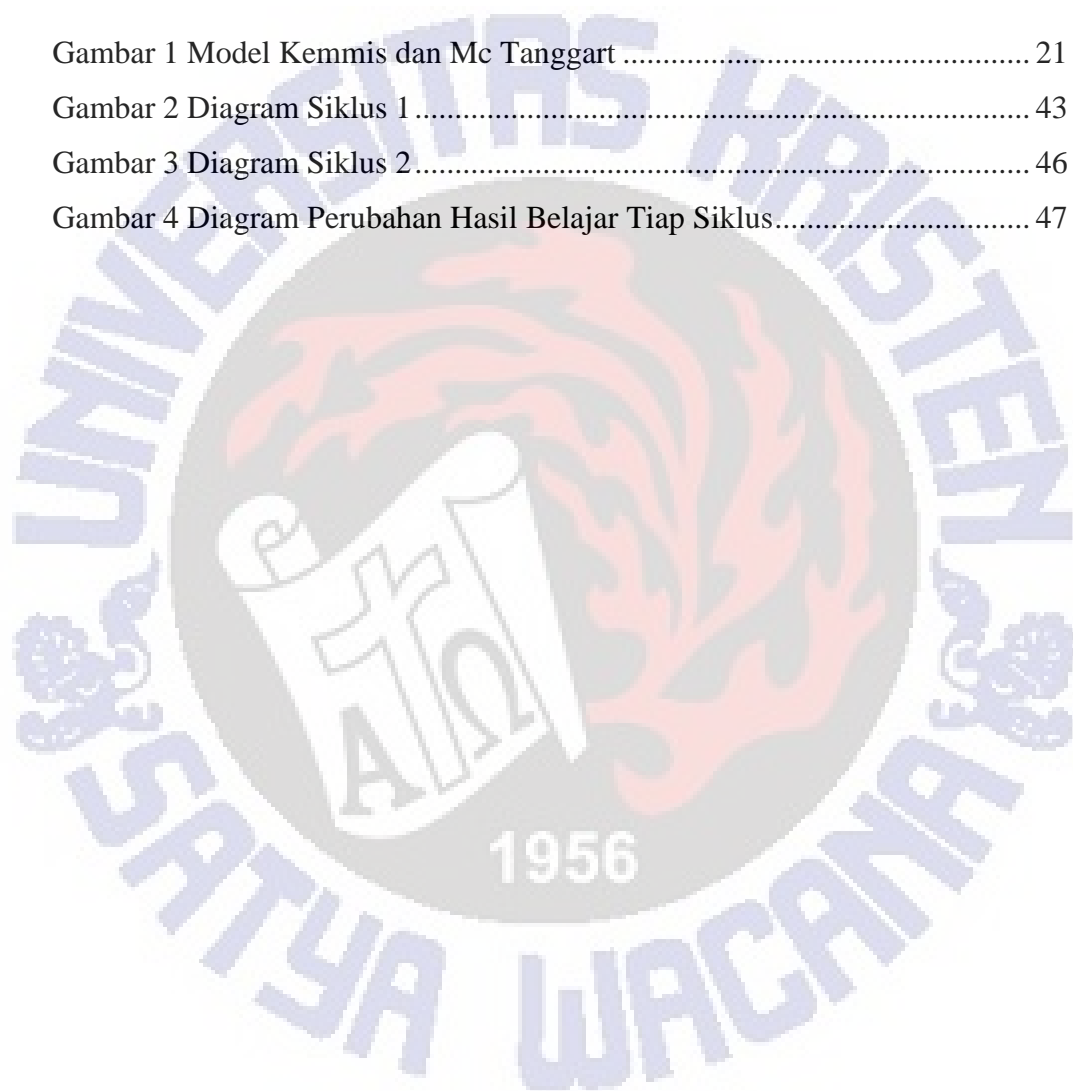 Gambar 1 Model Kemmis dan Mc Tanggart ................................................. 21
Gambar 2 Diagram Siklus 1 .......................................................................... 43
Gambar 3 Diagram Siklus 2 .......................................................................... 46
Gambar 4 Diagram Perubahan Hasil Belajar Tiap Siklus ............................... 47
UNIVERSITAS KRISTEN
Α Ω
1956
SATYA WACANA